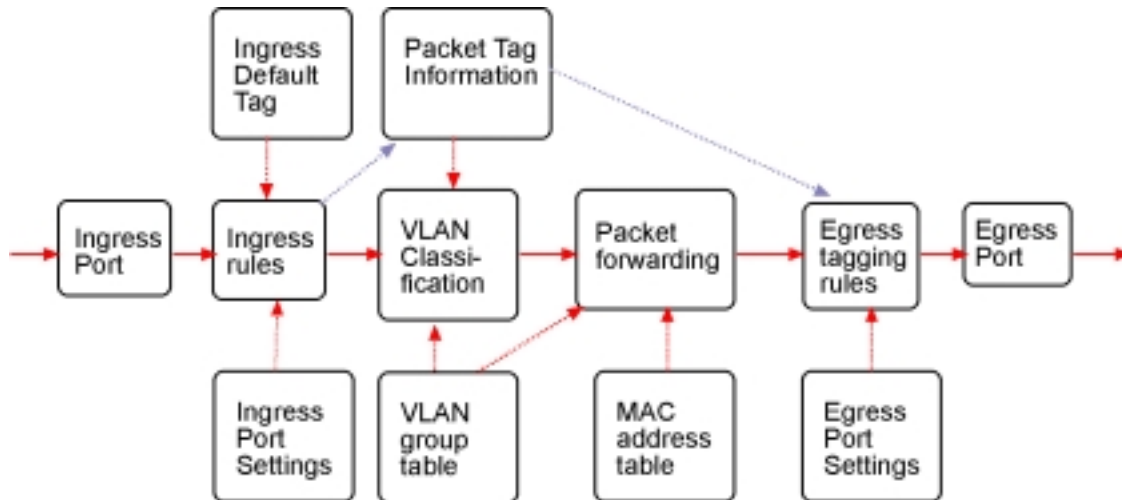 Ingress
Default
Tag
Packet Tag
Information
Ingress
Port
Ingress
rules
VLAN
Classi-
fication
Packet
forwarding
Egress
tagging
rules
Egress
Port
Ingress
Port
Settings
VLAN
group
table
MAC
address
table
Egress
Port
Settings